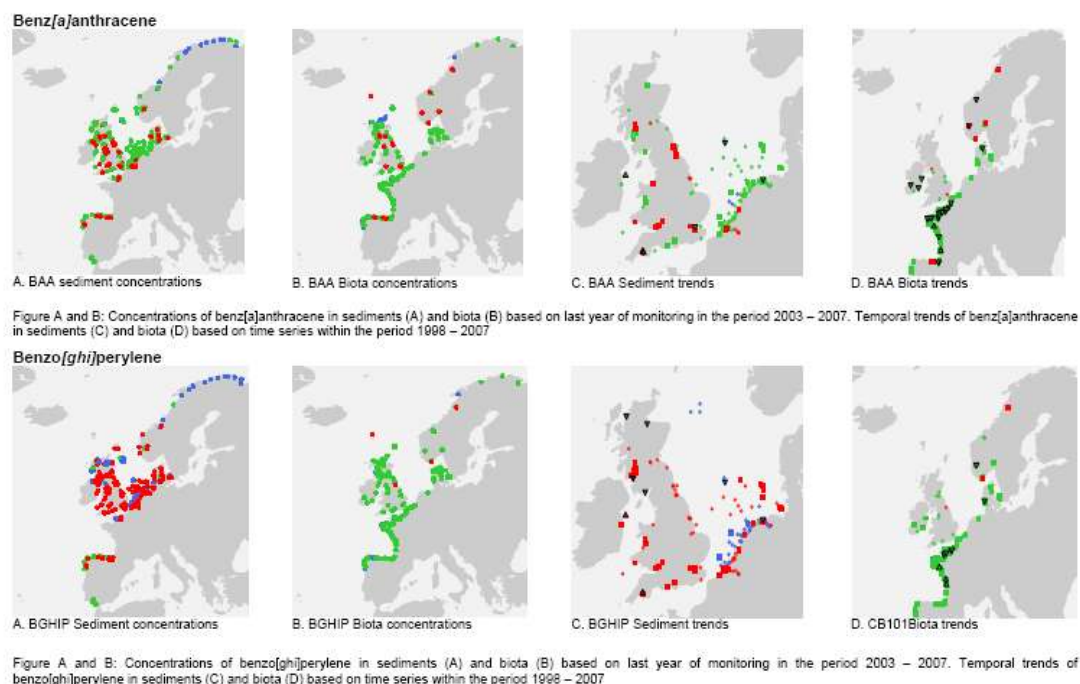 Benz[a]anthracene
A. BAA sediment concentrations
B. BAA Biota concentrations
C. BAA Sediment trends
D. BAA Biota trends
Figure A and B: Concentrations of benz[a]anthracene in sediments (A) and biota (B) based on last year of monitoring in the period 2003 – 2007. Temporal trends of benz[a]anthracene
in sediments (C) and biota (D) based on time series within the period 1998 – 2007
Benzo[ghi]perylene
A. BGHIP Sediment concentrations
B. BGHIP Biota concentrations
C. BGHIP Sediment trends
D. CB101Biota trends
Figure A and B: Concentrations of benzo[ghi]perylene in sediments (A) and biota (B) based on last year of monitoring in the period 2003 – 2007. Temporal trends of
benzo[ghi]perylene in sediments (C) and biota (D) based on time series within the period 1998 – 2007